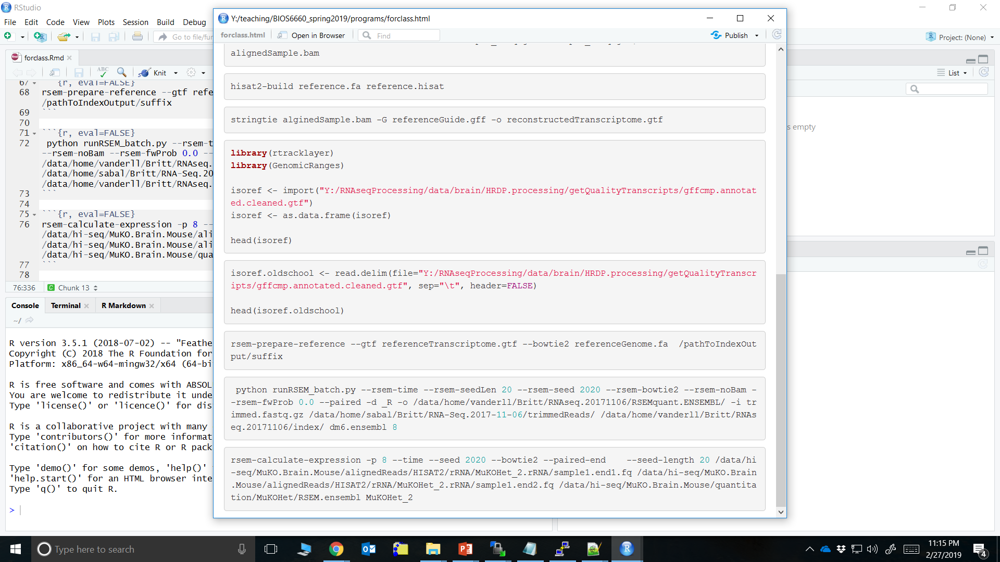 RStudio
File Edit Code View Plots Session Build Debug
Go to file/fun
Project: (None)
forclass.Rmd
ABC
Knit
67 {r, eval=FALSE}
68 rsem-prepare-reference --gtf refe
/pathToIndexOutput/suffix
69 ```
70
71 ```{r, eval=FALSE}
72 python runRSEM_batch.py --rsem-t
--rsem-noBam --rsem-fwProb 0.0 --
/data/home/vanderll/Britt/RNAseq.
/data/home/sabal/Britt/RNA-Seq.20
/data/home/vanderll/Britt/RNAseq.
73 ```
74
75 ```{r, eval=FALSE}
76 rsem-calculate-expression -p 8 --
/data/hi-seq/MuKO.Brain.Mouse/ali
/data/hi-seq/MuKO.Brain.Mouse/ali
/data/hi-seq/MuKO.Brain.Mouse/qua
77 ```
78
76:336 C Chunk 13
Console Terminal R Markdown
~/
R version 3.5.1 (2018-07-02) -- "Feathe
Copyright (C) 2018 The R Foundation for
Platform: x86_64-w64-mingw32/x64 (64-bi
R is free software and comes with ABSOL
You are welcome to redistribute it unde
Type 'license()' or 'licence()' for dis
R is a collaborative project with many
Type 'contributors()' for more informat
'citation()' on how to cite R or R pack
Type 'demo()' for some demos, 'help()'
'help.start()' for an HTML browser inte
Type 'q()' to quit R.
>
Y:/teaching/BIOS6660_spring2019/programs/forclass.html
forclass.html Open in Browser Find Publish
alignedSample.bam
hisat2-build reference.fa reference.hisat
stringtie alginedSample.bam -G referenceGuide.gff -o reconstructedTranscriptome.gtf
library(rtracklayer)
library(GenomicRanges)
isoref <- import("Y:/RNAseqProcessing/data/brain/HRDP.processing/getQualityTranscripts/gffcmp.annotat
ed.cleaned.gtf")
isoref <- as.data.frame(isoref)
head(isoref)
isoref.oldschool <- read.delim(file="Y:/RNAseqProcessing/data/brain/HRDP.processing/getQualityTranscr
ipts/gffcmp.annotated.cleaned.gtf", sep="\t", header=FALSE)
head(isoref.oldschool)
rsem-prepare-reference --gtf referenceTranscriptome.gtf --bowtie2 referenceGenome.fa  /pathToIndexOut
put/suffix
python runRSEM_batch.py --rsem-time --rsem-seedLen 20 --rsem-seed 2020 --rsem-bowtie2 --rsem-noBam -
-rsem-fwProb 0.0 --paired -d _R -o /data/home/vanderll/Britt/RNAseq.20171106/RSEMquant.ENSEMBL/ -i tr
immed.fastq.gz /data/home/sabal/Britt/RNA-Seq.2017-11-06/trimmedReads/ /data/home/vanderll/Britt/RNAs
eq.20171106/index/ dm6.ensembl 8
rsem-calculate-expression -p 8 --time --seed 2020 --bowtie2 --paired-end    --seed-length 20 /data/hi
-seq/MuKO.Brain.Mouse/alignedReads/HISAT2/rRNA/MuKOHet_2.rRNA/sample1.end1.fq /data/hi-seq/MuKO.Brain
.Mouse/alignedReads/HISAT2/rRNA/MuKOHet_2.rRNA/sample1.end2.fq /data/hi-seq/MuKO.Brain.Mouse/quantita
tion/MuKOHet/RSEM.ensembl MuKOHet_2
List
s empty
Type here to search
11:15 PM
2/27/2019
4